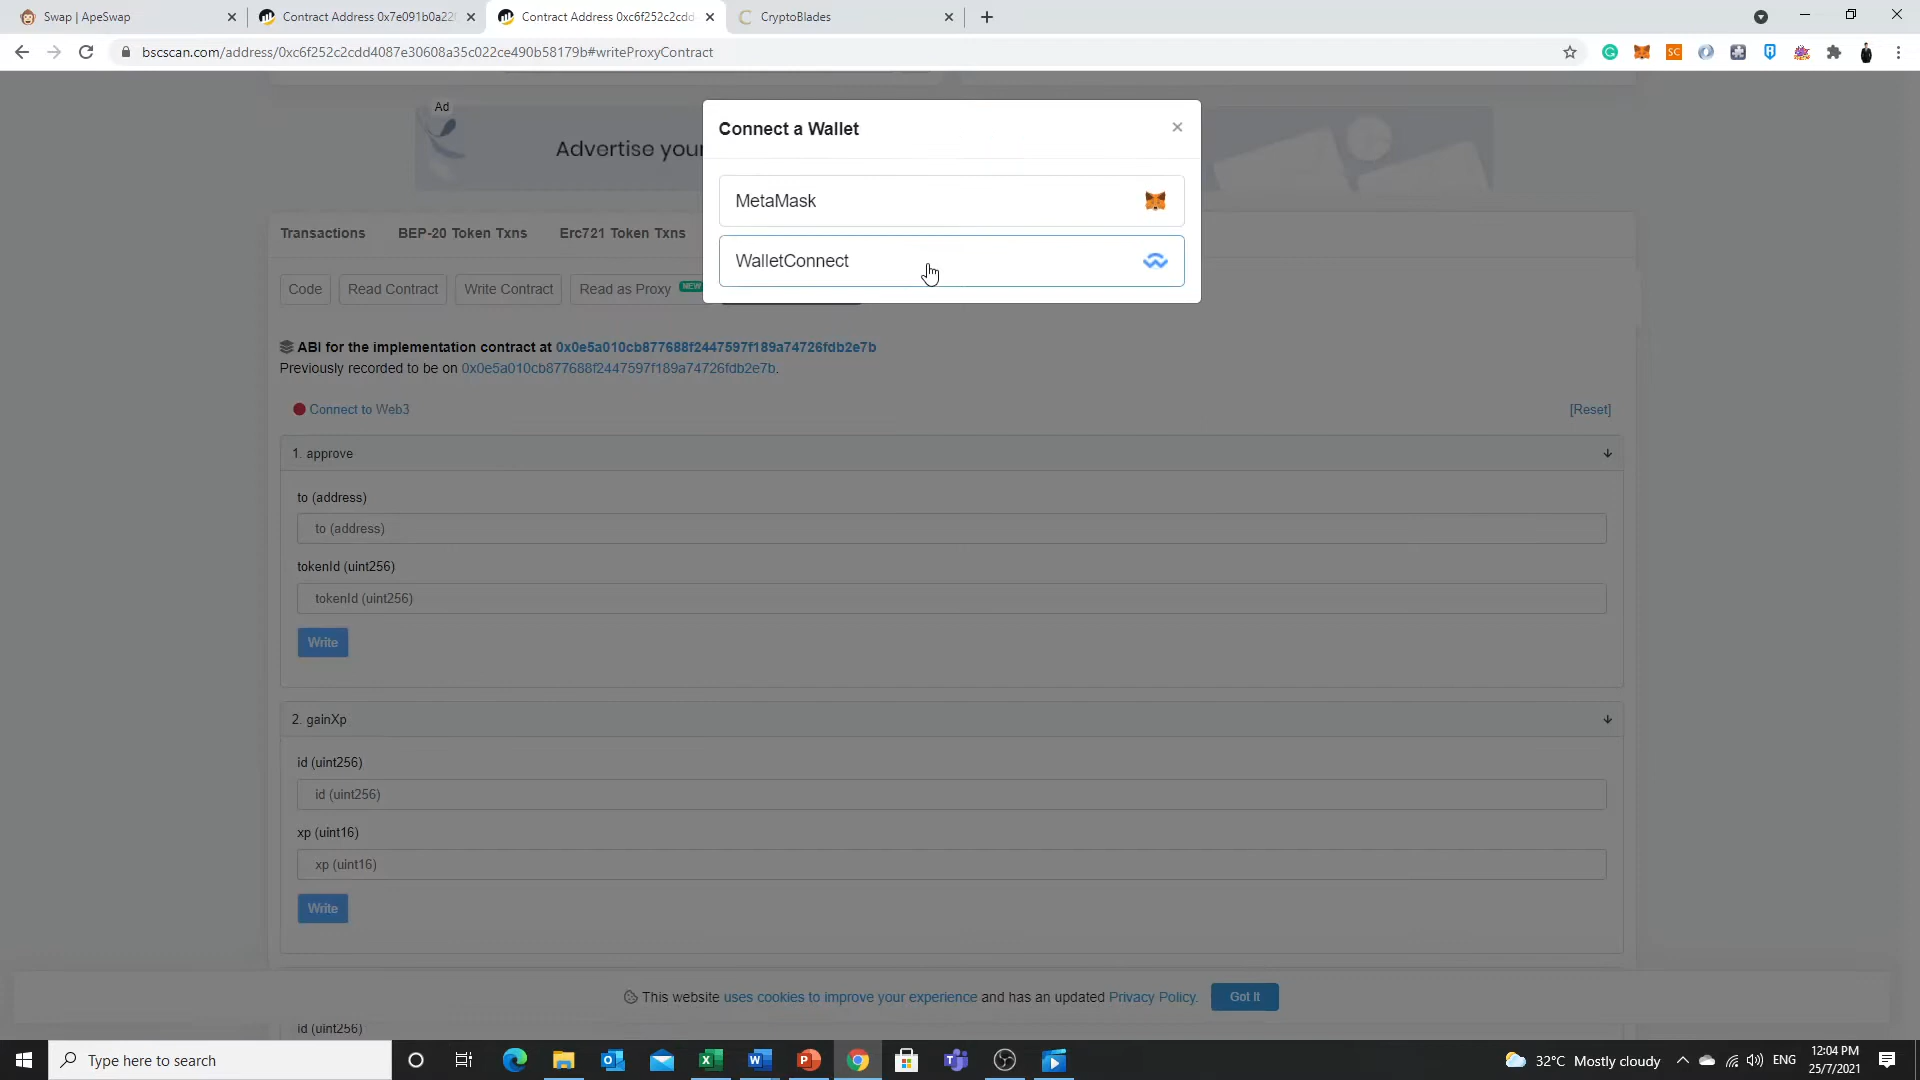 Swap | ApeSwap
Contract Address 0x7e091b0a22
Contract Address 0xc6f252c2cdd
CryptoBlades
bscscan.com/address/0xc6f252c2cdd4087e30608a35c022ce490b58179b#writeProxyContract
Ad
Advertise your
Connect a Wallet
MetaMask
WalletConnect
Transactions
BEP-20 Token Txns
Erc721 Token Txns
Code
Read Contract
Write Contract
Read as Proxy
NEW
ABI for the implementation contract at 0x0e5a010cb877688f2447597f189a74726fdb2e7b
Previously recorded to be on 0x0e5a010cb877688f2447597f189a74726fdb2e7b.
Connect to Web3
[Reset]
1. approve
to (address)
to (address)
tokenId (uint256)
tokenId (uint256)
Write
2. gainXp
id (uint256)
id (uint256)
xp (uint16)
xp (uint16)
Write
This website uses cookies to improve your experience and has an updated Privacy Policy.
Got It
id (uint256)
Type here to search
32°C Mostly cloudy
ENG
12:04 PM
25/7/2021